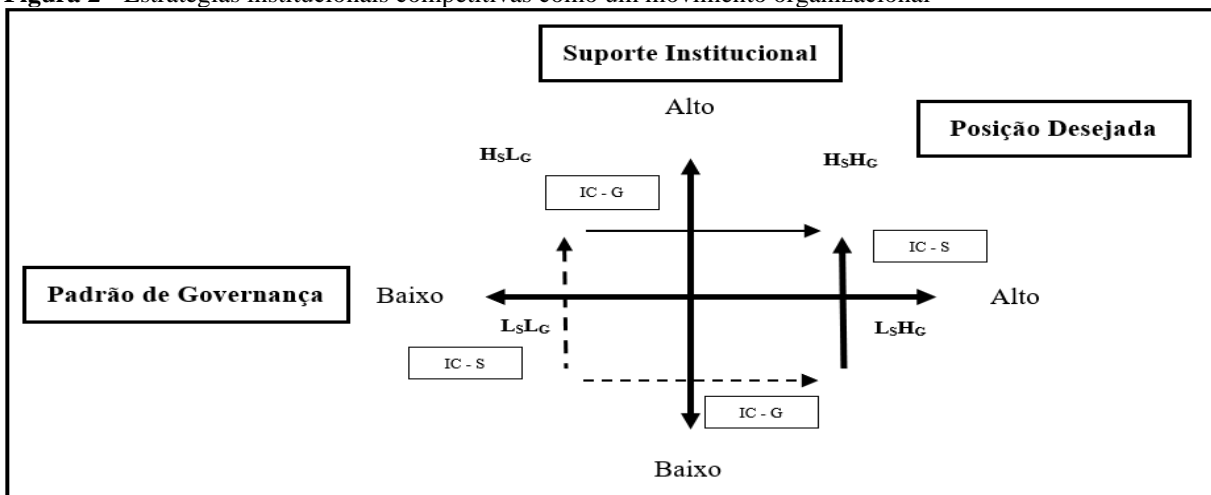 Figura 2 - Estratégias institucionais competitivas como um movimento organizacional
Suporte Institucional
Alto
Posição Desejada
HSLG
HSHG
IC - G
IC - S
Padrão de Governança
Baixo
Alto
LSLG
LSHG
IC - S
IC - G
Baixo